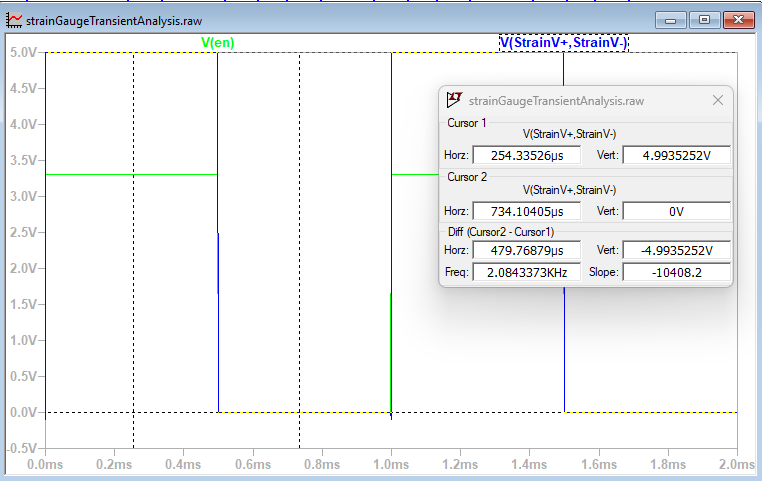 strainGaugeTransientAnalysis.raw
V(en)
V(StrainV+,StrainV-)
5.0V
4.5V
4.0V
3.5V
3.0V
2.5V
2.0V
1.5V
1.0V
0.5V
0.0V
-0.5V
0.0ms 0.2ms 0.4ms 0.6ms 0.8ms 1.0ms 1.2ms 1.4ms 1.6ms 1.8ms 2.0ms
strainGaugeTransientAnalysis.raw
Cursor 1
V(StrainV+,StrainV-)
Horz: 254.33526µs Vert: 4.9935252V
Cursor 2
V(StrainV+,StrainV-)
Horz: 734.10405µs Vert: 0V
Diff (Cursor2 - Cursor1)
Horz: 479.76879µs Vert: -4.9935252V
Freq: 2.0843373KHz Slope: -10408.2